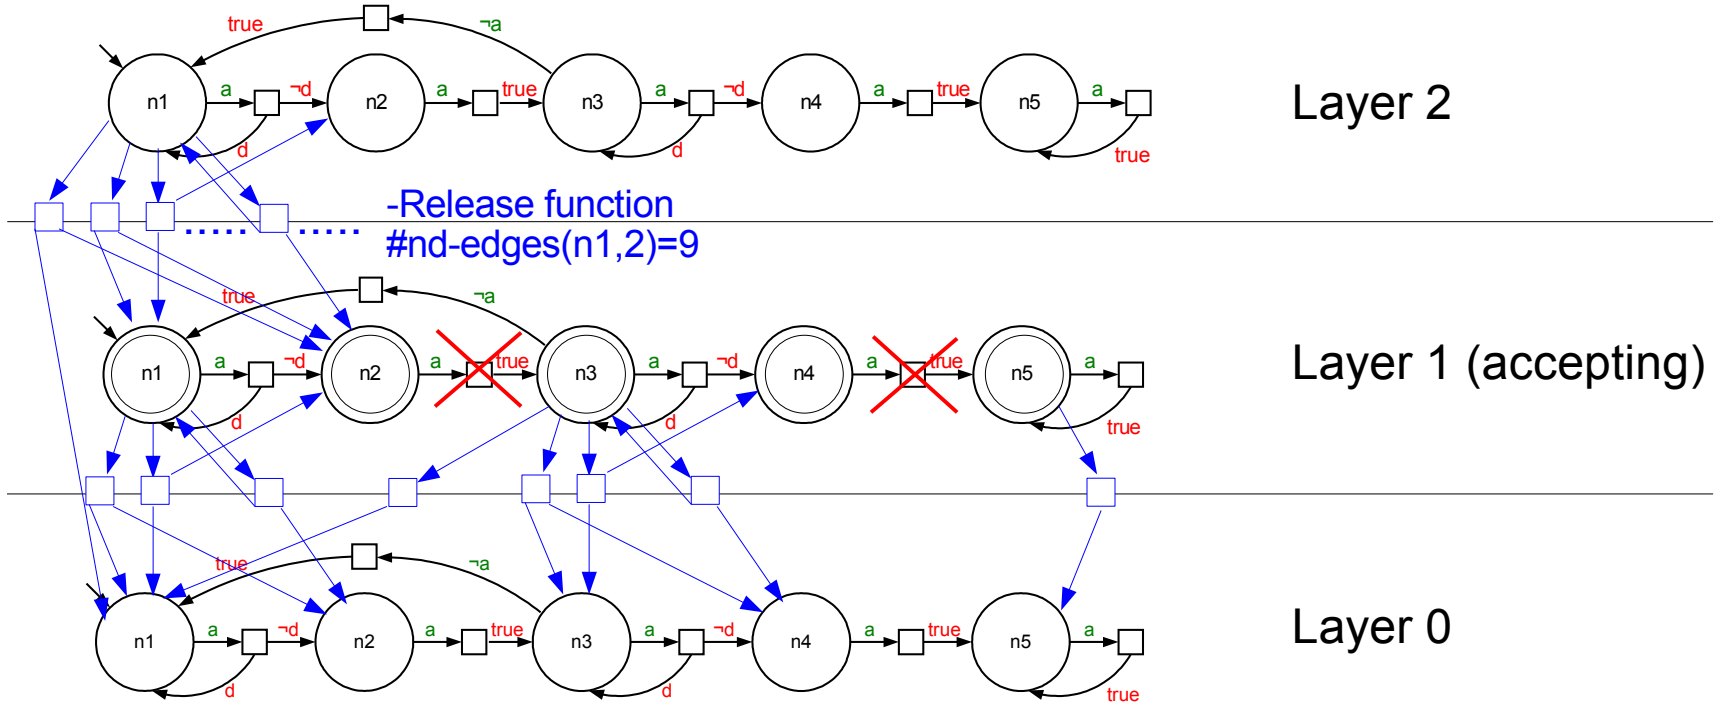 true
¬a
n1
a
¬d
n2
a
true
n3
a
¬d
n4
a
true
n5
a
d
d
true
Layer 2
-Release function
#nd-edges(n1,2)=9
true
¬a
n1
a
¬d
n2
a
true
n3
a
¬d
n4
a
true
n5
a
d
d
true
Layer 1 (accepting)
true
¬a
n1
a
¬d
n2
a
true
n3
a
¬d
n4
a
true
n5
a
d
d
true
Layer 0